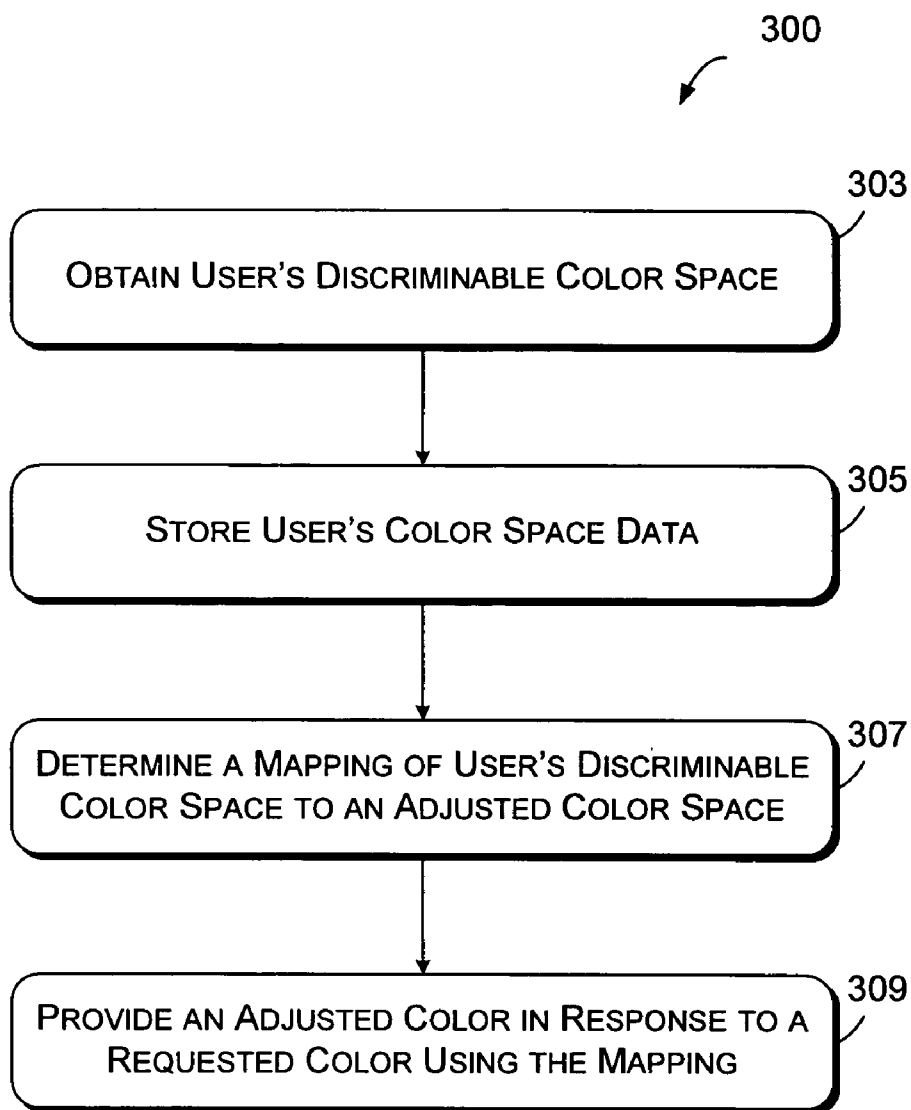 300
303
OBTAIN USER'S DISCRIMINABLE COLOR SPACE
305
STORE USER'S COLOR SPACE DATA
307
DETERMINE A MAPPING OF USER'S DISCRIMINABLE
COLOR SPACE TO AN ADJUSTED COLOR SPACE
309
PROVIDE AN ADJUSTED COLOR IN RESPONSE TO A
REQUESTED COLOR USING THE MAPPING